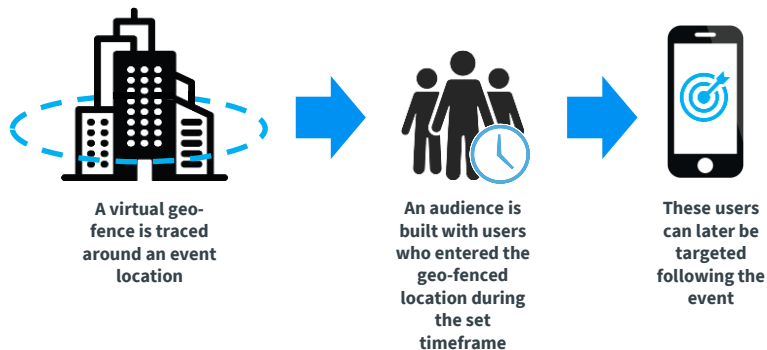 A virtual geo-
fence is traced
around an event
location
An audience is
built with users
who entered the
geo-fenced
location during
the set
timeframe
These users
can later be
targeted
following the
event